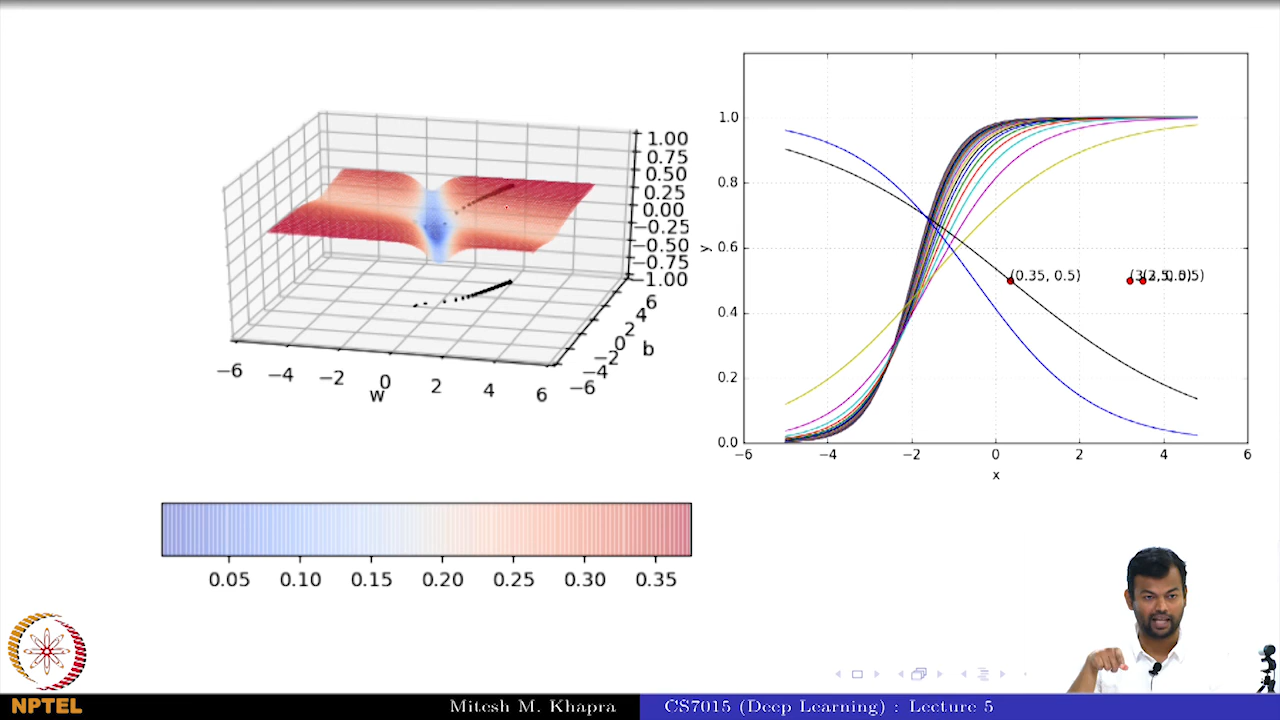 1.00
0.75
0.50
0.25
0.00
−0.25
−0.50
−0.75
−1.00
6
4
2
0
−2
−4
−6
b
−6 −4 −2 0 2 4 6
w
0.05 0.10 0.15 0.20 0.25 0.30 0.35
1.0
0.8
0.6
0.4
0.2
0.0
y
(0.35, 0.5)
−6 −4 −2 0 2 4 6
x
NPTEL
Mitesh M. Khapra CS7015 (Deep Learning) : Lecture 5